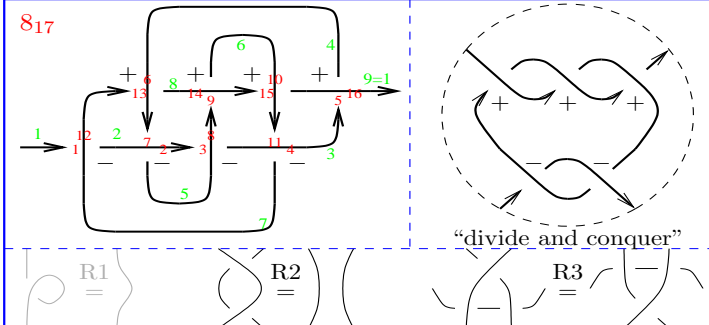 8₁₇
4
6
+ 6 + + 10 +
8 9=1
13 14 15 16
9 5
+ + +
1 12 2 8
7 11
1 2 3 4
3
− − − −
− −
5
7
“divide and conquer”
R1
=
R2
=
R3
=